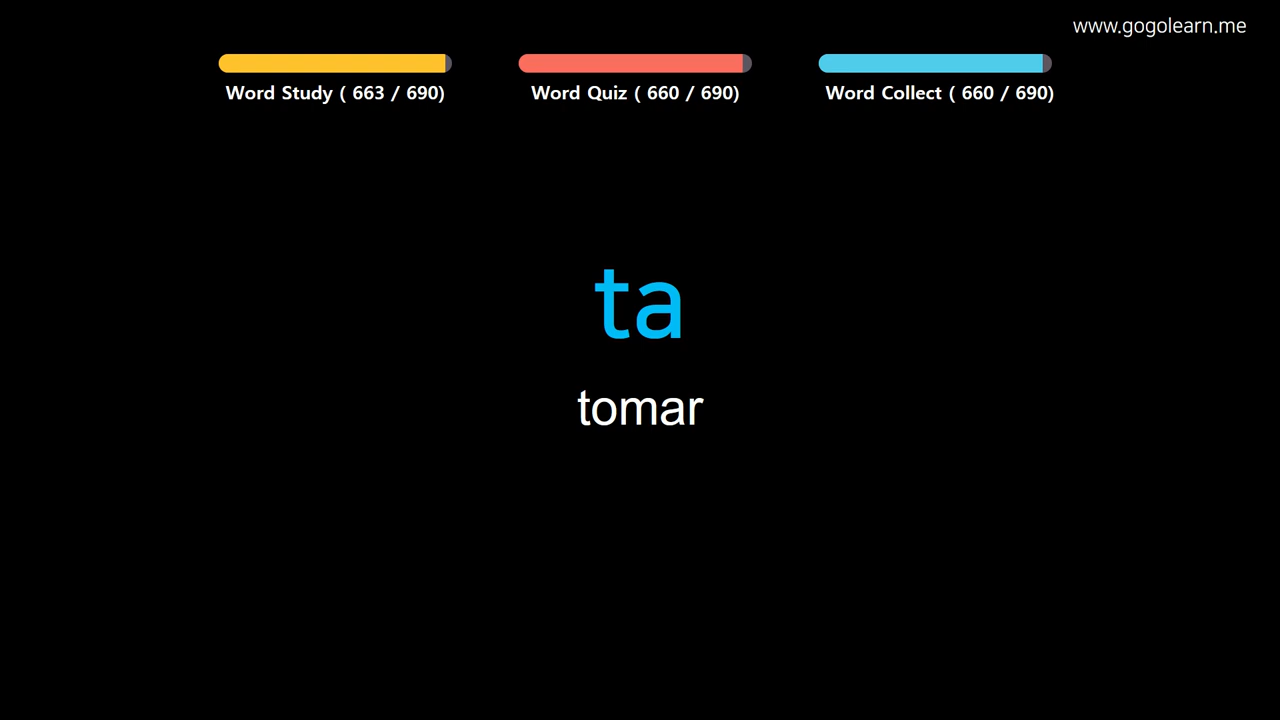 www.gogolearn.me
Word Study ( 663 / 690)
Word Quiz ( 660 / 690)
Word Collect ( 660 / 690)
ta
tomar